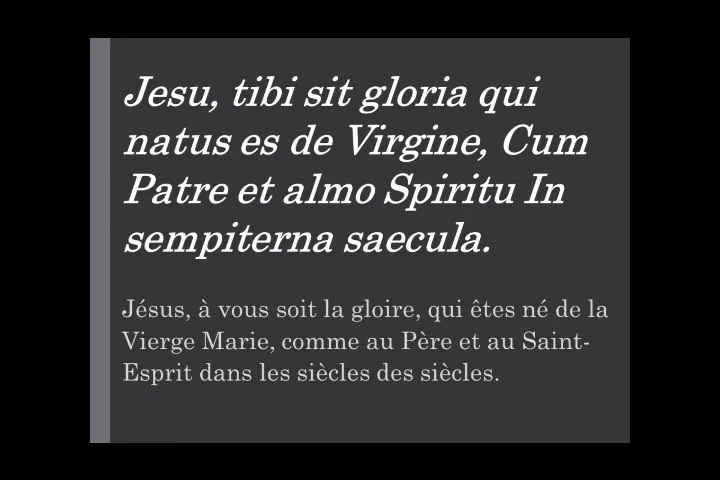 Jesu, tibi sit gloria qui
natus es de Virgine, Cum
Patre et almo Spiritu In
sempiterna saecula.
Jésus, à vous soit la gloire, qui êtes né de la
Vierge Marie, comme au Père et au Saint-
Esprit dans les siècles des siècles.